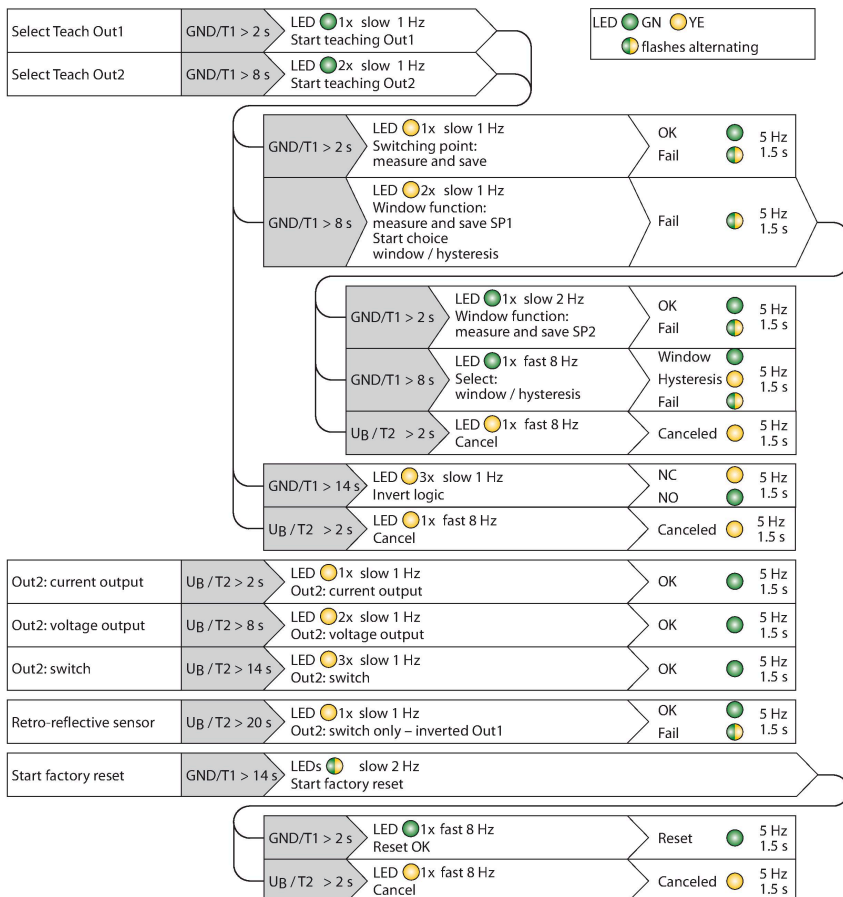 Select Teach Out1 GND/T1 > 2 s LED 1x slow 1 Hz
Start teaching Out1
LED GN YE
flashes alternating
Select Teach Out2 GND/T1 > 8 s LED 2x slow 1 Hz
Start teaching Out2
GND/T1 > 2 s LED 1x slow 1 Hz
Switching point:
measure and save
OK
Fail
5 Hz
1.5 s
GND/T1 > 8 s LED 2x slow 1 Hz
Window function:
measure and save SP1
Start choice
window / hysteresis
Fail
5 Hz
1.5 s
GND/T1 > 2 s LED 1x slow 2 Hz
Window function:
measure and save SP2
OK
Fail
5 Hz
1.5 s
GND/T1 > 8 s LED 1x fast 8 Hz
Select:
window / hysteresis
Window
Hysteresis
Fail
5 Hz
1.5 s
UB / T2 > 2 s LED 1x fast 8 Hz
Cancel
Canceled
5 Hz
1.5 s
GND/T1 > 14 s LED 3x slow 1 Hz
Invert logic
NC
NO
5 Hz
1.5 s
UB / T2 > 2 s LED 1x fast 8 Hz
Cancel
Canceled
5 Hz
1.5 s
Out2: current output UB / T2 > 2 s LED 1x slow 1 Hz
Out2: current output
OK
5 Hz
1.5 s
Out2: voltage output UB / T2 > 8 s LED 2x slow 1 Hz
Out2: voltage output
OK
5 Hz
1.5 s
Out2: switch UB / T2 > 14 s LED 3x slow 1 Hz
Out2: switch
OK
5 Hz
1.5 s
Retro-reflective sensor UB / T2 > 20 s LED 1x slow 1 Hz
Out2: switch only – inverted Out1
OK
Fail
5 Hz
1.5 s
Start factory reset GND/T1 > 14 s LEDs slow 2 Hz
Start factory reset
GND/T1 > 2 s LED 1x fast 8 Hz
Reset OK
Reset
5 Hz
1.5 s
UB / T2 > 2 s LED 1x fast 8 Hz
Cancel
Canceled
5 Hz
1.5 s